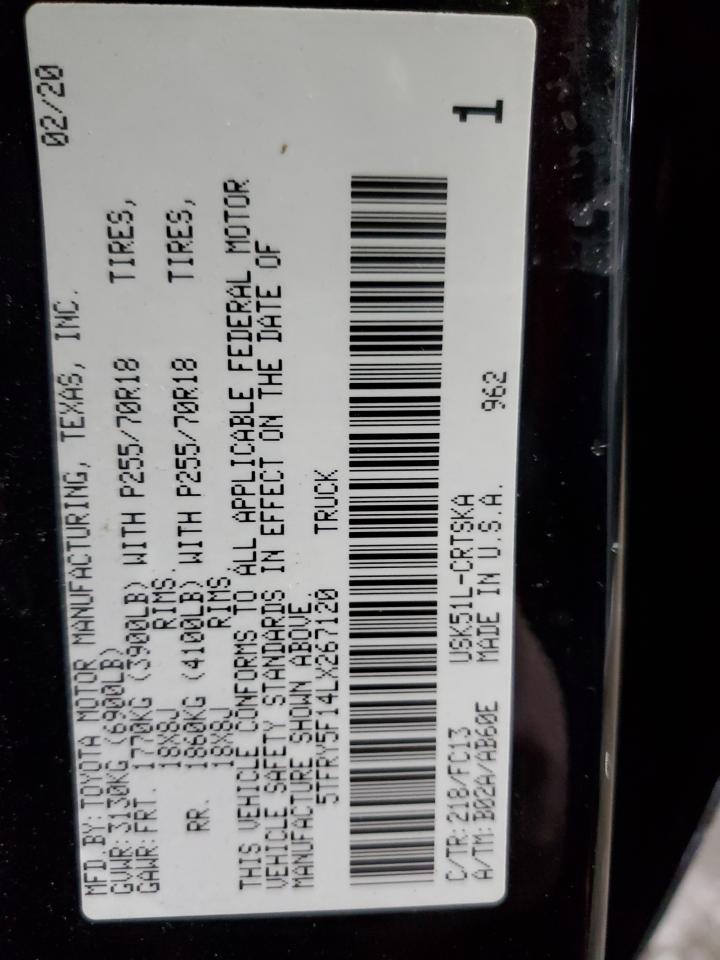 02/20
MFD.BY:TOYOTA MOTOR MANUFACTURING, TEXAS, INC.
GVWR:3130KG (6900LB)
GAWR:FRT. 1770KG (3900LB) WITH P255/70R18 TIRES,
18X8J RIMS.
RR. 1860KG (4100LB) WITH P255/70R18 TIRES,
18X8J RIMS
THIS VEHICLE CONFORMS TO ALL APPLICABLE FEDERAL MOTOR
VEHICLE SAFETY STANDARDS IN EFFECT ON THE DATE OF
MANUFACTURE SHOWN ABOVE
5TFRY5F14LX267120 TRUCK
C/TR:218/FC13 USK51L-CRTSKA
A/TM:B02A/AB60E MADE IN U.S.A. 962
1